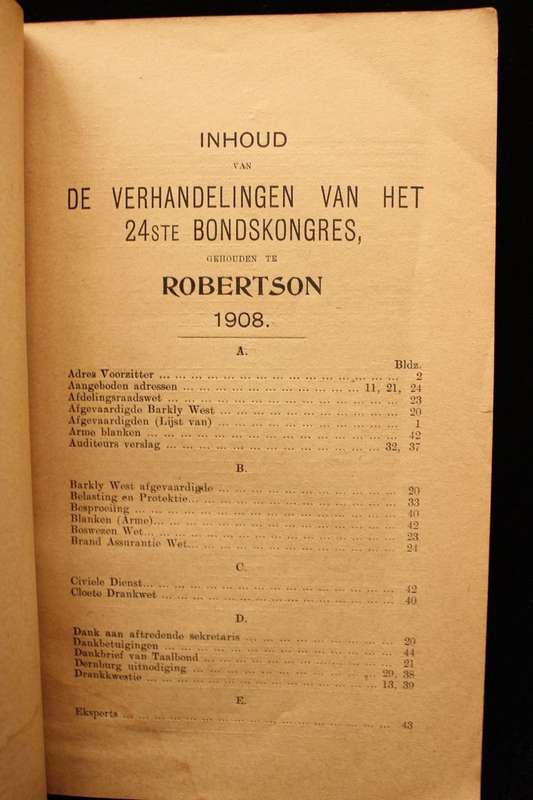 INHOUD
VAN
DE VERHANDELINGEN VAN HET
24STE BONDSKONGRES,
GEHOUDEN TE
ROBERTSON
1908.
A.
Bldz.
Adres Voorzitter ... 2
Aangeboden adressen ... 11, 21, 24
Afdelingsraadswet ... 23
Afgevaardigde Barkly West ... 20
Afgevaardigden (Lijst van) ... 1
Arme blanken ... 42
Auditeurs verslag ... 32, 37
B.
Barkly West afgevaardigde ... 20
Belasting en Protektie ... 33
Besproeiing ... 40
Blanken (Arme) ... 42
Boswezen Wet ... 23
Brand Assurantie Wet ... 24
C.
Civiele Dienst ... 42
Cloete Drankwet ... 40
D.
Dank aan aftredende sekretaris ... 20
Dankbetuigingen ... 44
Dankbrief van Taalbond ... 21
Dernburg uitnodiging ... 29, 38
Drankkwestie ... 13, 39
E.
Eksperts ... 43